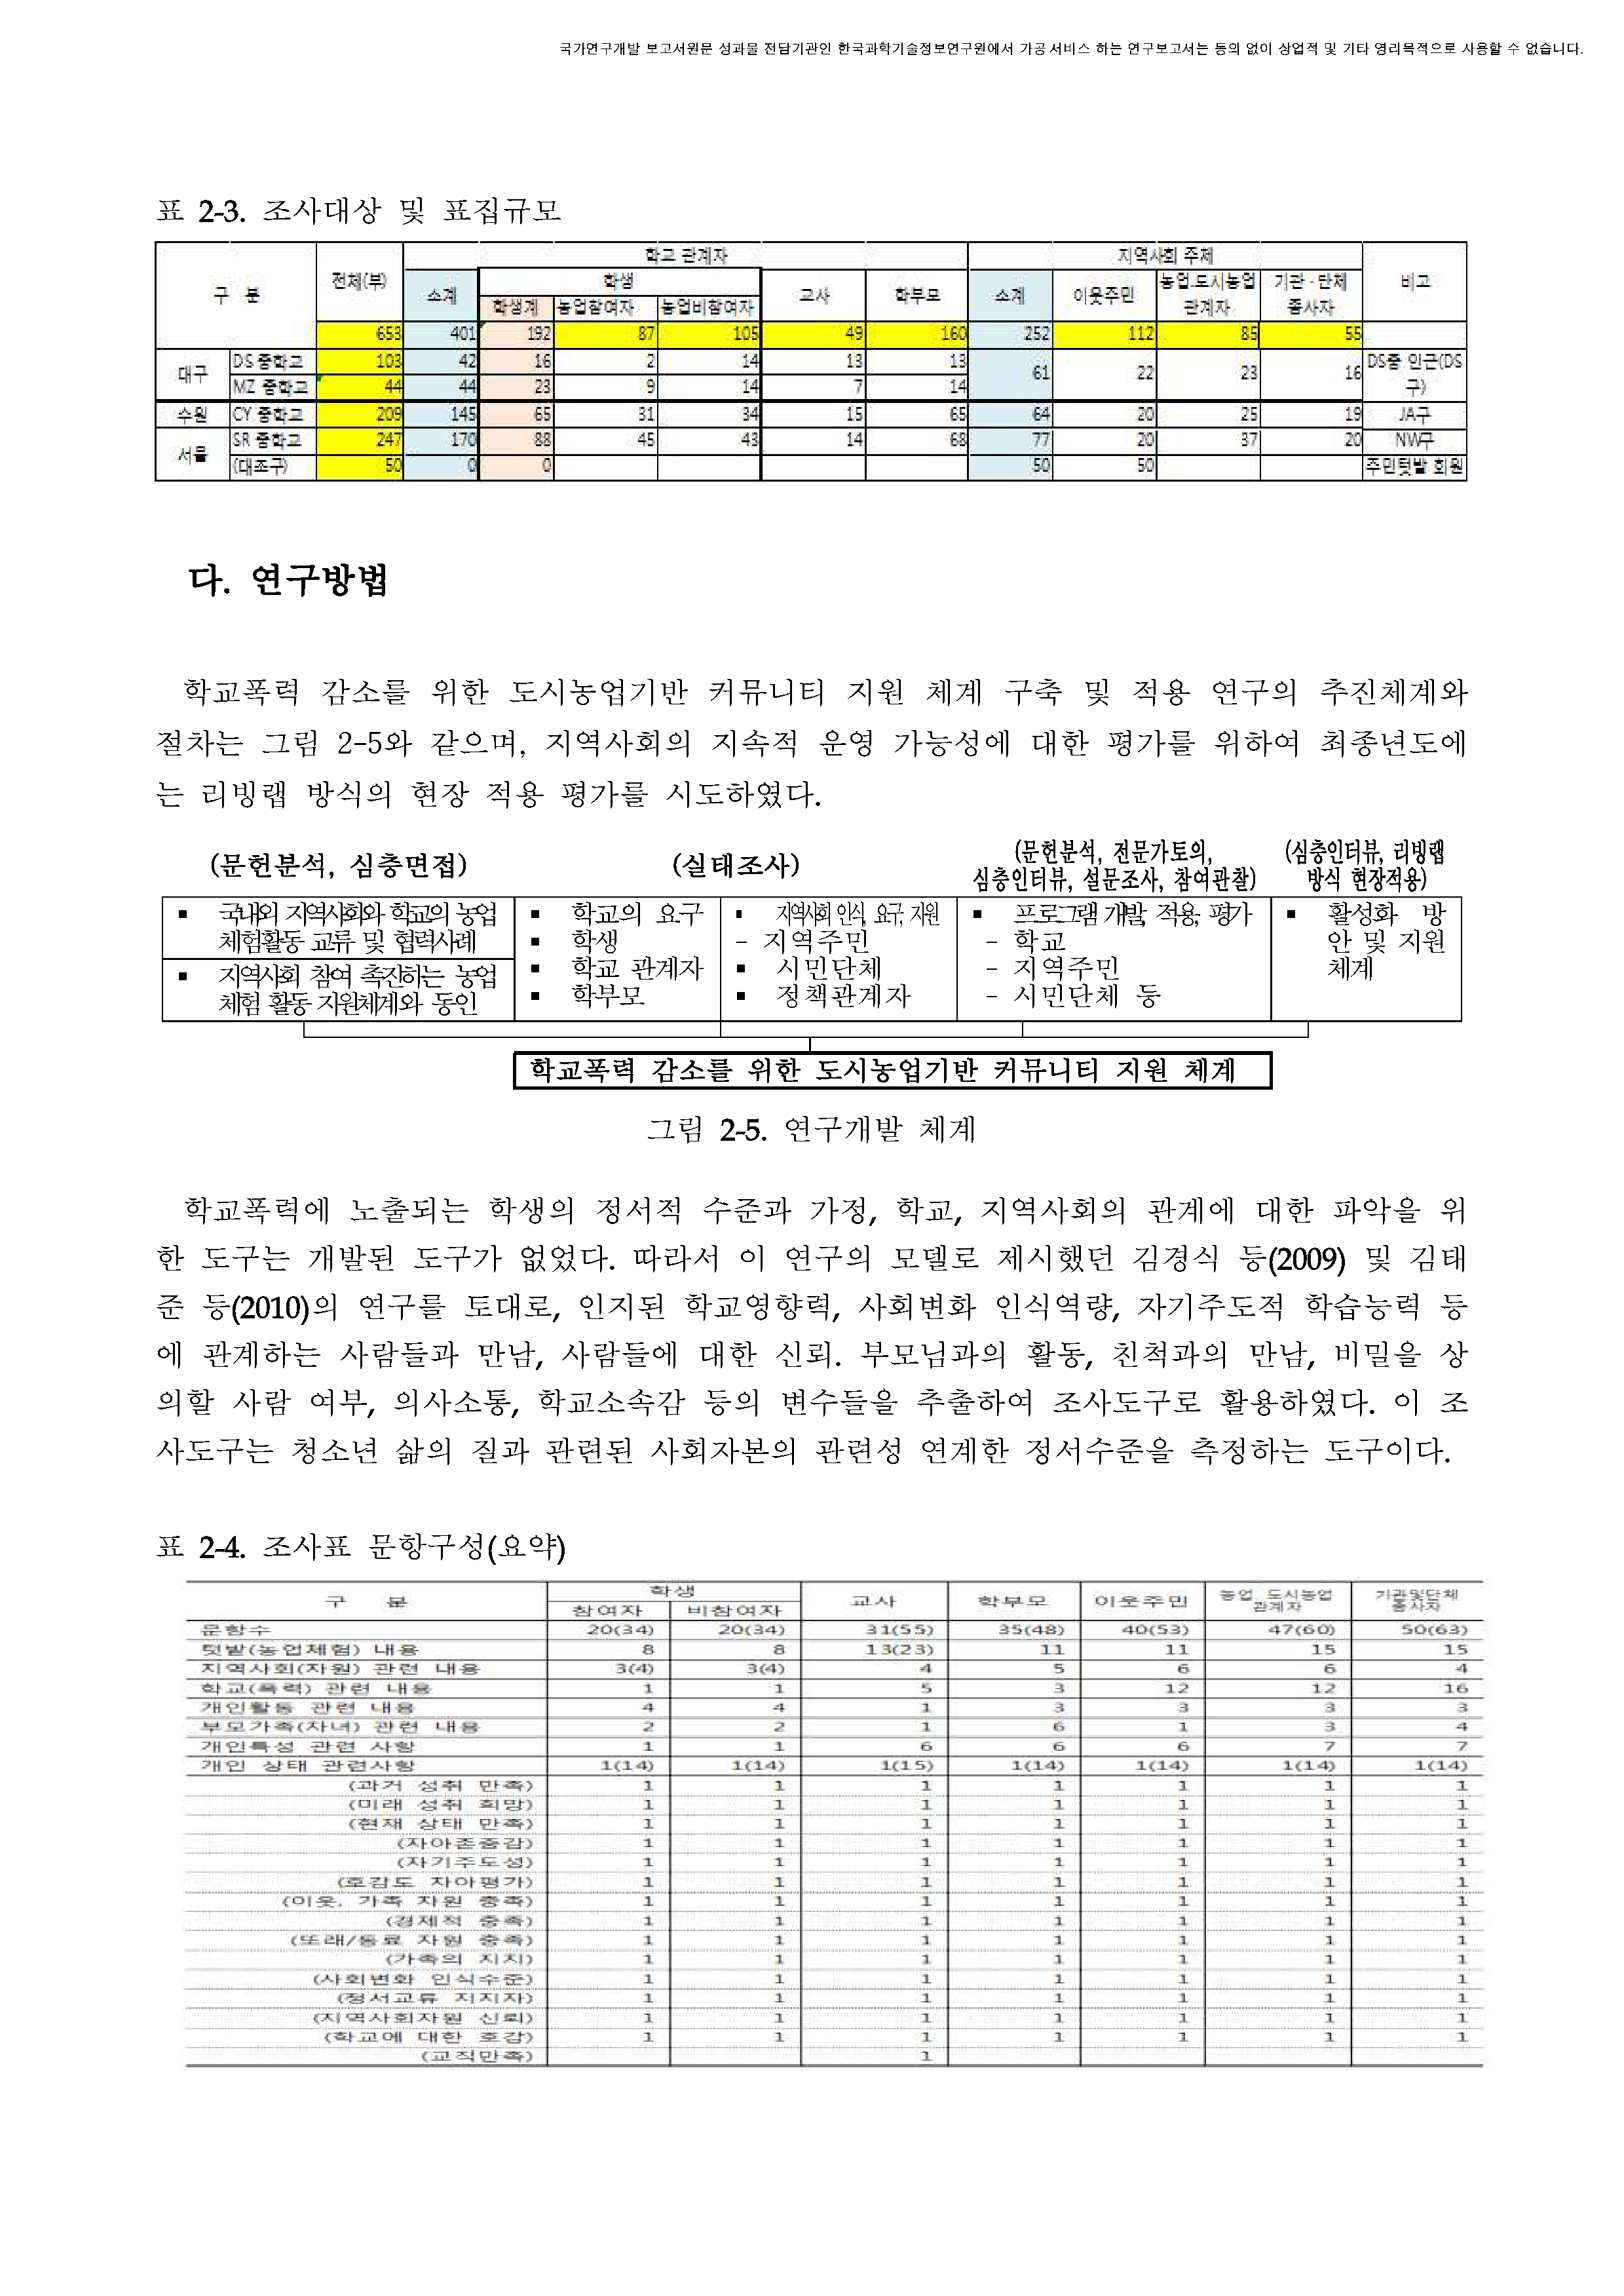 국가연구개발 보고서원문 성과물 전담기관인 한국과학기술정보연구원에서 가공·서비스 하는 연구보고서는 동의 없이 상업적 및 기타 영리목적으로 사용할 수 없습니다.
표 2-3. 조사대상 및 표집규모
구 분 전체(부) 학교 관계자 지역사회 주체 비고
소계 학생 교사 학부모 소계 이웃주민 농업.도시농업 관계자 기관·단체 종사자
학생계 농업참여자 농업비참여자
653 401 192 87 105 49 160 252 112 85 55
대구 DS 중학교 103 42 16 2 14 13 13 61 22 23 16 DS중 인근(DS구)
MZ 중학교 44 44 23 9 14 7 14
수원 CY 중학교 209 145 65 31 34 15 65 64 20 25 19 JA구
서울 SR 중학교 247 170 88 45 43 14 68 77 20 37 20 NW구
(대조구) 50 0 0 50 50 주민텃밭 회원
다. 연구방법
학교폭력 감소를 위한 도시농업기반 커뮤니티 지원 체계 구축 및 적용 연구의 추진체계와
절차는 그림 2-5와 같으며, 지역사회의 지속적 운영 가능성에 대한 평가를 위하여 최종년도에
는 리빙랩 방식의 현장 적용 평가를 시도하였다.
(문헌분석, 심층면접)
(실태조사)
(문헌분석, 전문가토의,
심층인터뷰, 설문조사, 참여관찰)
(심층인터뷰, 리빙랩
방식 현장적용)
▪ 국내외 지역사회와 학교의 농업
체험활동 교류 및 협력사례
▪ 지역사회 참여 촉진하는 농업
체험 활동 지원체계와 동인
▪ 학교의 요구
▪ 학생
▪ 학교 관계자
▪ 학부모
▪ 지역사회 인식, 요구, 자원
- 지역주민
▪ 시민단체
▪ 정책관계자
▪ 프로그램 개발, 적용, 평가
- 학교
- 지역주민
- 시민단체 등
▪ 활성화 방
안 및 지원
체계
학교폭력 감소를 위한 도시농업기반 커뮤니티 지원 체계
그림 2-5. 연구개발 체계
학교폭력에 노출되는 학생의 정서적 수준과 가정, 학교, 지역사회의 관계에 대한 파악을 위
한 도구는 개발된 도구가 없었다. 따라서 이 연구의 모델로 제시했던 김경식 등(2009) 및 김태
준 등(2010)의 연구를 토대로, 인지된 학교영향력, 사회변화 인식역량, 자기주도적 학습능력 등
에 관계하는 사람들과 만남, 사람들에 대한 신뢰. 부모님과의 활동, 친척과의 만남, 비밀을 상
의할 사람 여부, 의사소통, 학교소속감 등의 변수들을 추출하여 조사도구로 활용하였다. 이 조
사도구는 청소년 삶의 질과 관련된 사회자본의 관련성 연계한 정서수준을 측정하는 도구이다.
표 2-4. 조사표 문항구성(요약)
구 분 학생 교사 학부모 이웃주민 농업 도시농업 관계자 기관및단체 종사자
참여자 비참여자
문항수 20(34) 20(34) 31(55) 35(48) 40(53) 47(60) 50(63)
텃밭(농업체험) 내용 8 8 13(23) 11 11 15 15
지역사회(자원) 관련 내용 3(4) 3(4) 4 5 6 6 4
학교(폭력) 관련 내용 1 1 5 3 12 12 16
개인활동 관련 내용 4 4 1 3 3 3 3
부모가족(자녀) 관련 내용 2 2 1 6 1 3 4
개인특성 관련 사항 1 1 6 6 6 7 7
개인 상태 관련사항 1(14) 1(14) 1(15) 1(14) 1(14) 1(14) 1(14)
(과거 성취 만족) 1 1 1 1 1 1 1
(미래 성취 희망) 1 1 1 1 1 1 1
(현재 상태 만족) 1 1 1 1 1 1 1
(자아존중감) 1 1 1 1 1 1 1
(자기주도성) 1 1 1 1 1 1 1
(호감도 자아평가) 1 1 1 1 1 1 1
(이웃, 가족 자원 충족) 1 1 1 1 1 1 1
(경제적 충족) 1 1 1 1 1 1 1
(또래/동료 자원 충족) 1 1 1 1 1 1 1
(가족의 지지) 1 1 1 1 1 1 1
(사회변화 인식수준) 1 1 1 1 1 1 1
(정서교류 지지자) 1 1 1 1 1 1 1
(지역사회자원 신뢰) 1 1 1 1 1 1 1
(학교에 대한 호감) 1 1 1 1 1 1 1
(교직만족) 1